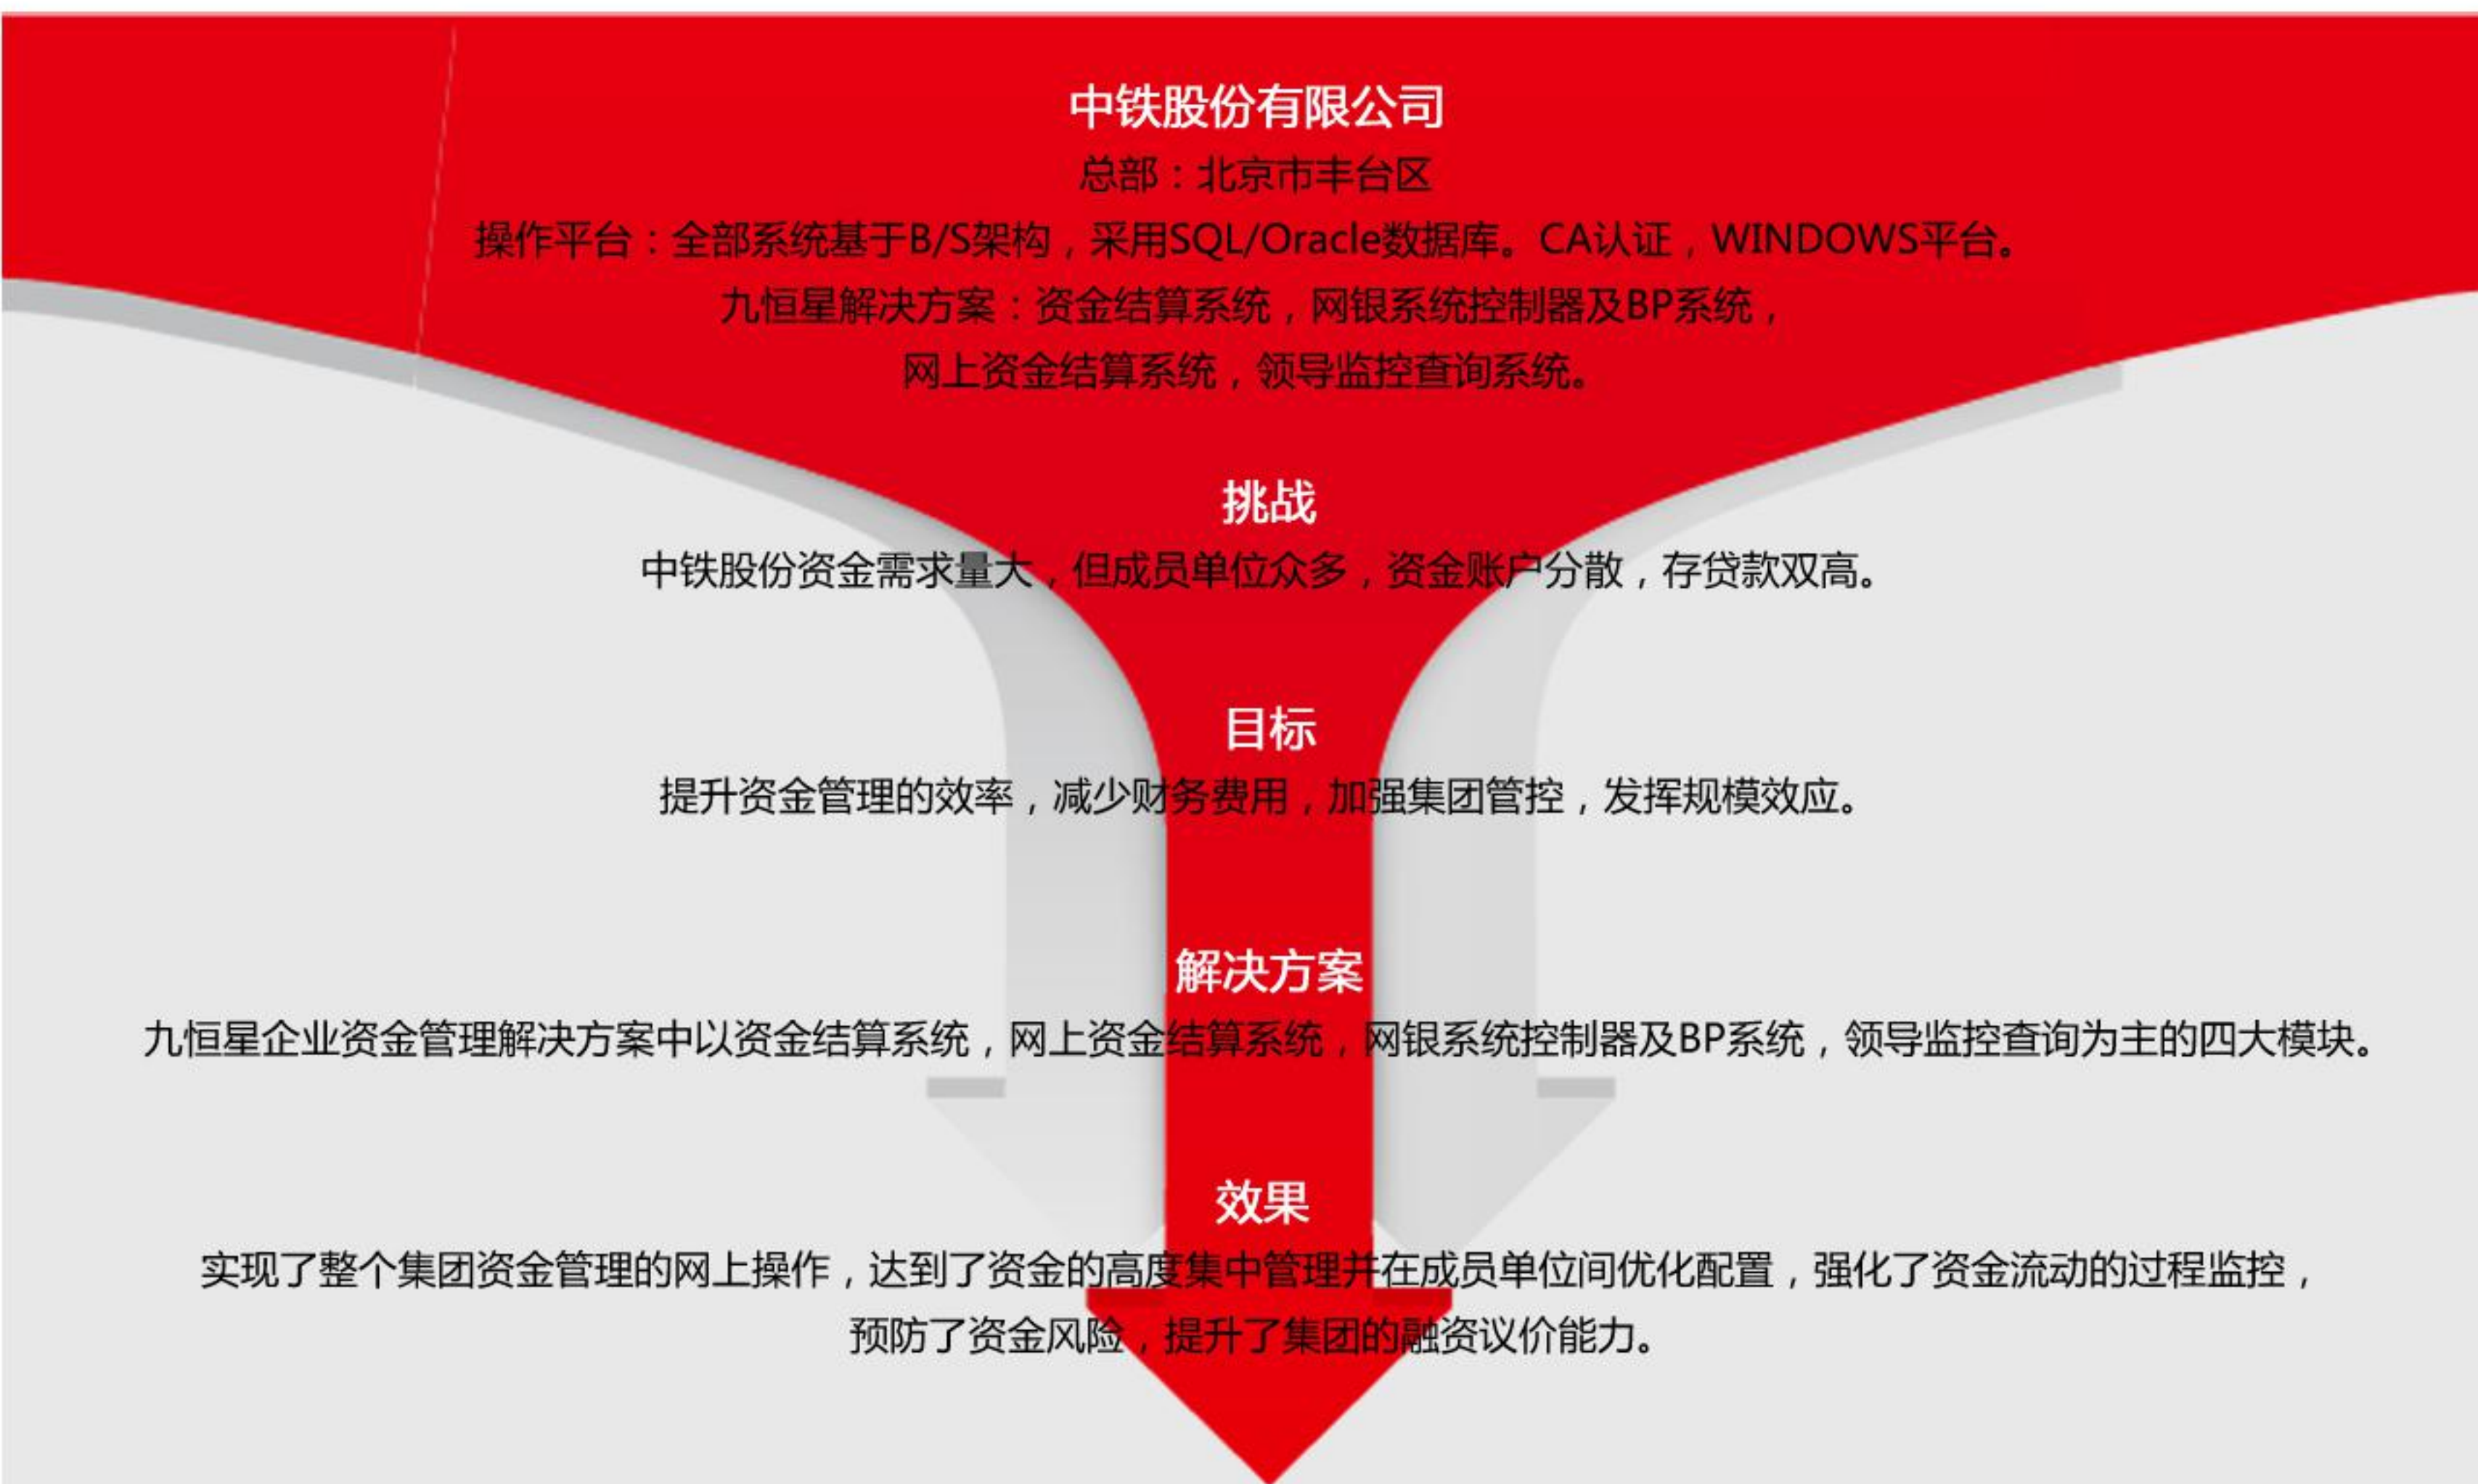 中铁股份有限公司
总部：北京市丰台区
操作平台：全部系统基于B/S架构，采用SQL/Oracle数据库。CA认证，WINDOWS平台。
九恒星解决方案：资金结算系统，网银系统控制器及BP系统，
网上资金结算系统，领导监控查询系统。
挑战
中铁股份资金需求量大，但成员单位众多，资金账户分散，存贷款双高。
目标
提升资金管理的效率，减少财务费用，加强集团管控，发挥规模效应。
解决方案
九恒星企业资金管理解决方案中以资金结算系统，网上资金结算系统，网银系统控制器及BP系统，领导监控查询为主的四大模块。
效果
实现了整个集团资金管理的网上操作，达到了资金的高度集中管理并在成员单位间优化配置，强化了资金流动的过程监控，
预防了资金风险，提升了集团的融资议价能力。